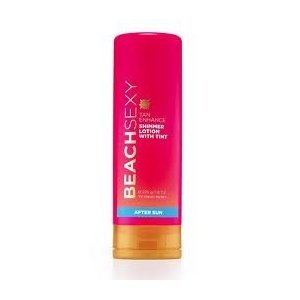 BEACHSEXY
TAN
ENHANCE
SHIMMER
LOTION
WITH TINT
AFTER SUN